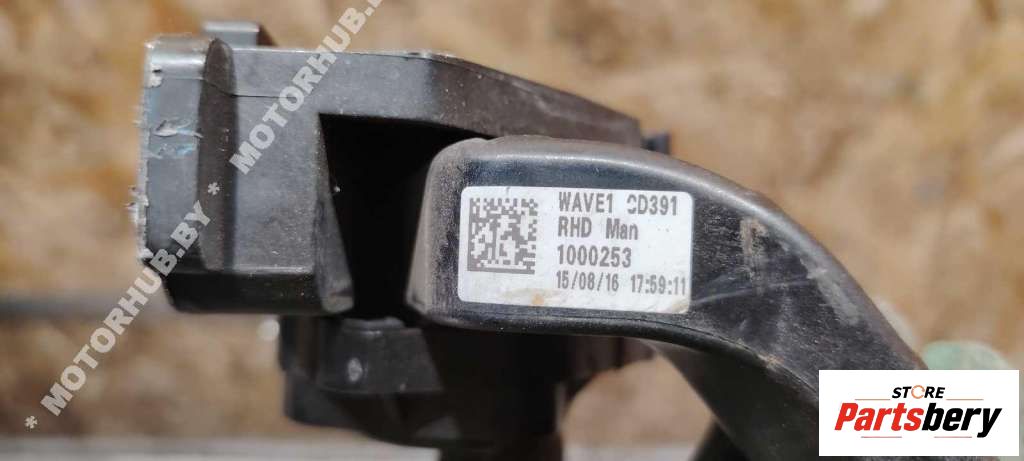 * MOTORHUB.BY * MOTORHUB.BY
WAVE1 CD391
RHD Man
1000253
15/08/16 17:59:11
STORE
Partsbery